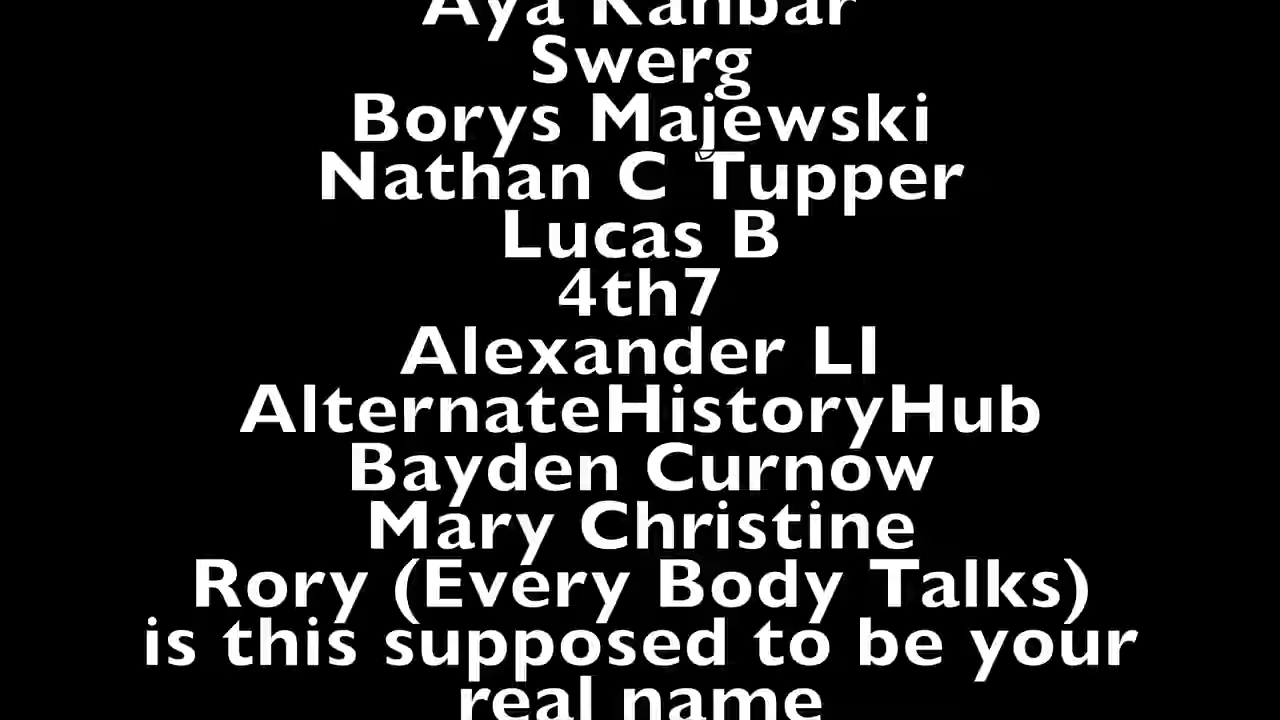 Aya Kanbar
Swerg
Borys Majewski
Nathan C Tupper
Lucas B
4th7
Alexander LI
AlternateHistoryHub
Bayden Curnow
Mary Christine
Rory (Every Body Talks)
is this supposed to be your
real name